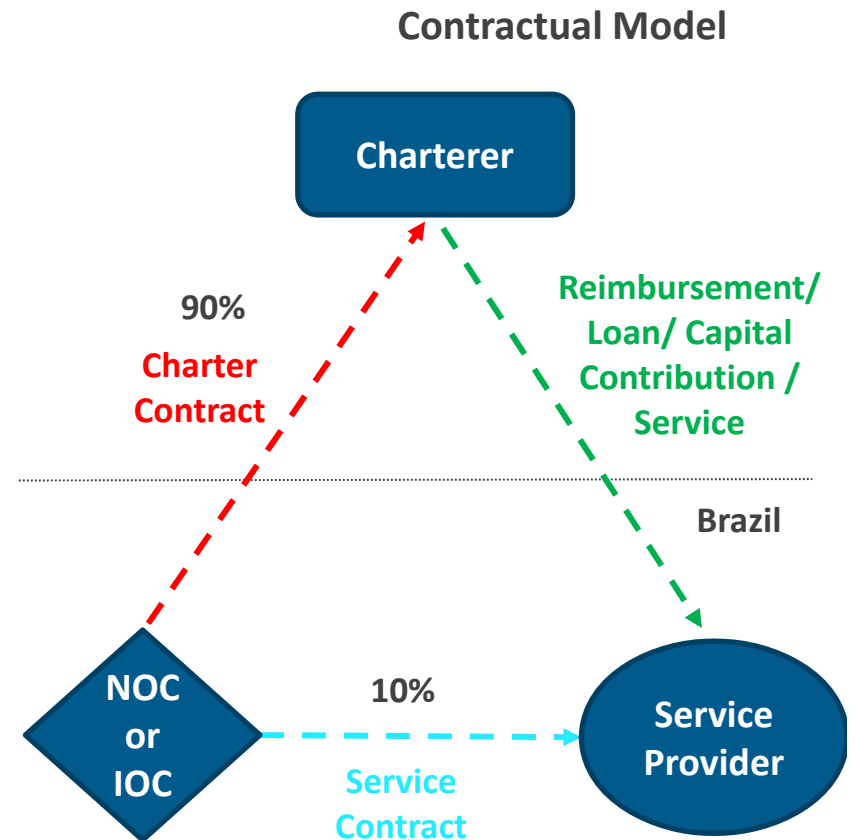 Contractual Model
Charterer
90%
Charter
Contract
Reimbursement/
Loan/ Capital
Contribution /
Service
Brazil
NOC
or
IOC
10%
Service
Contract
Service
Provider